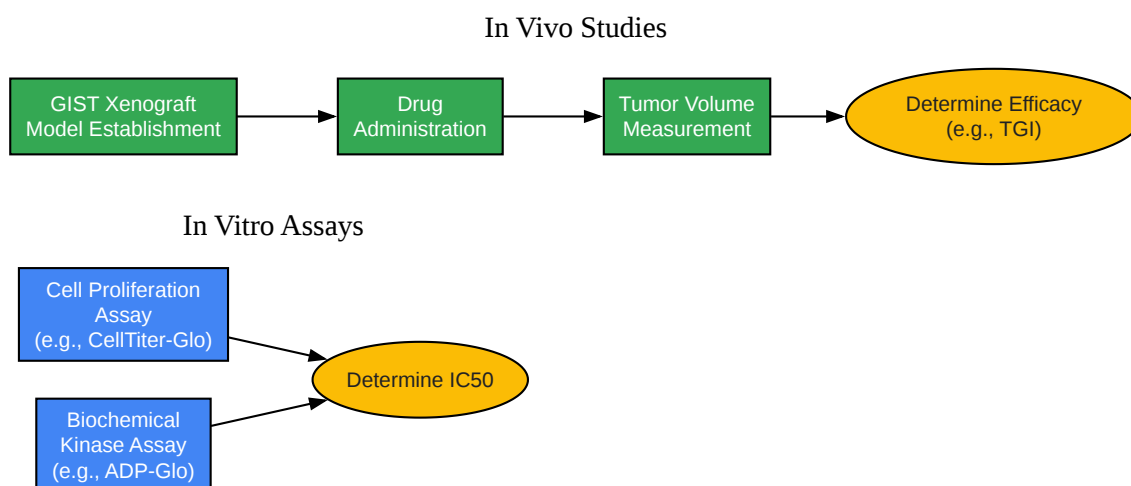 In Vivo Studies
GIST Xenograft
Model Establishment
Drug
Administration
Tumor Volume
Measurement
Determine Efficacy
(e.g., TGI)
In Vitro Assays
Cell Proliferation
Assay
(e.g., CellTiter-Glo)
Determine IC50
Biochemical
Kinase Assay
(e.g., ADP-Glo)